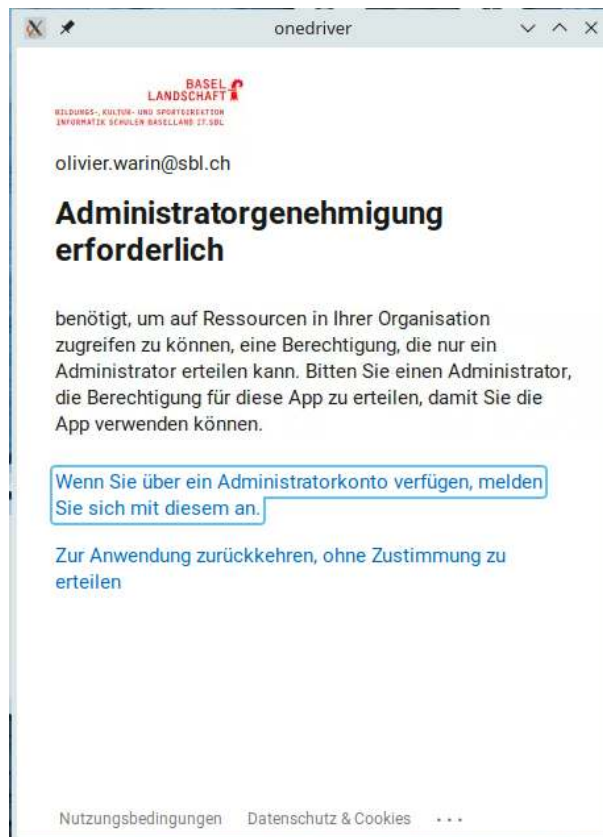 onedriver
BASEL
LANDSCHAFT
BILDUNGS-, KULTUR- UND SPORTDIREKTION
INFORMATIK SCHULEN BASELLAND IT.SBL
olivier.warin@sbl.ch
Administratorgenehmigung
erforderlich
benötigt, um auf Ressourcen in Ihrer Organisation
zugreifen zu können, eine Berechtigung, die nur ein
Administrator erteilen kann. Bitten Sie einen Administrator,
die Berechtigung für diese App zu erteilen, damit Sie die
App verwenden können.
Wenn Sie über ein Administratorkonto verfügen, melden
Sie sich mit diesem an.
Zur Anwendung zurückkehren, ohne Zustimmung zu
erteilen
Nutzungsbedingungen Datenschutz & Cookies ...